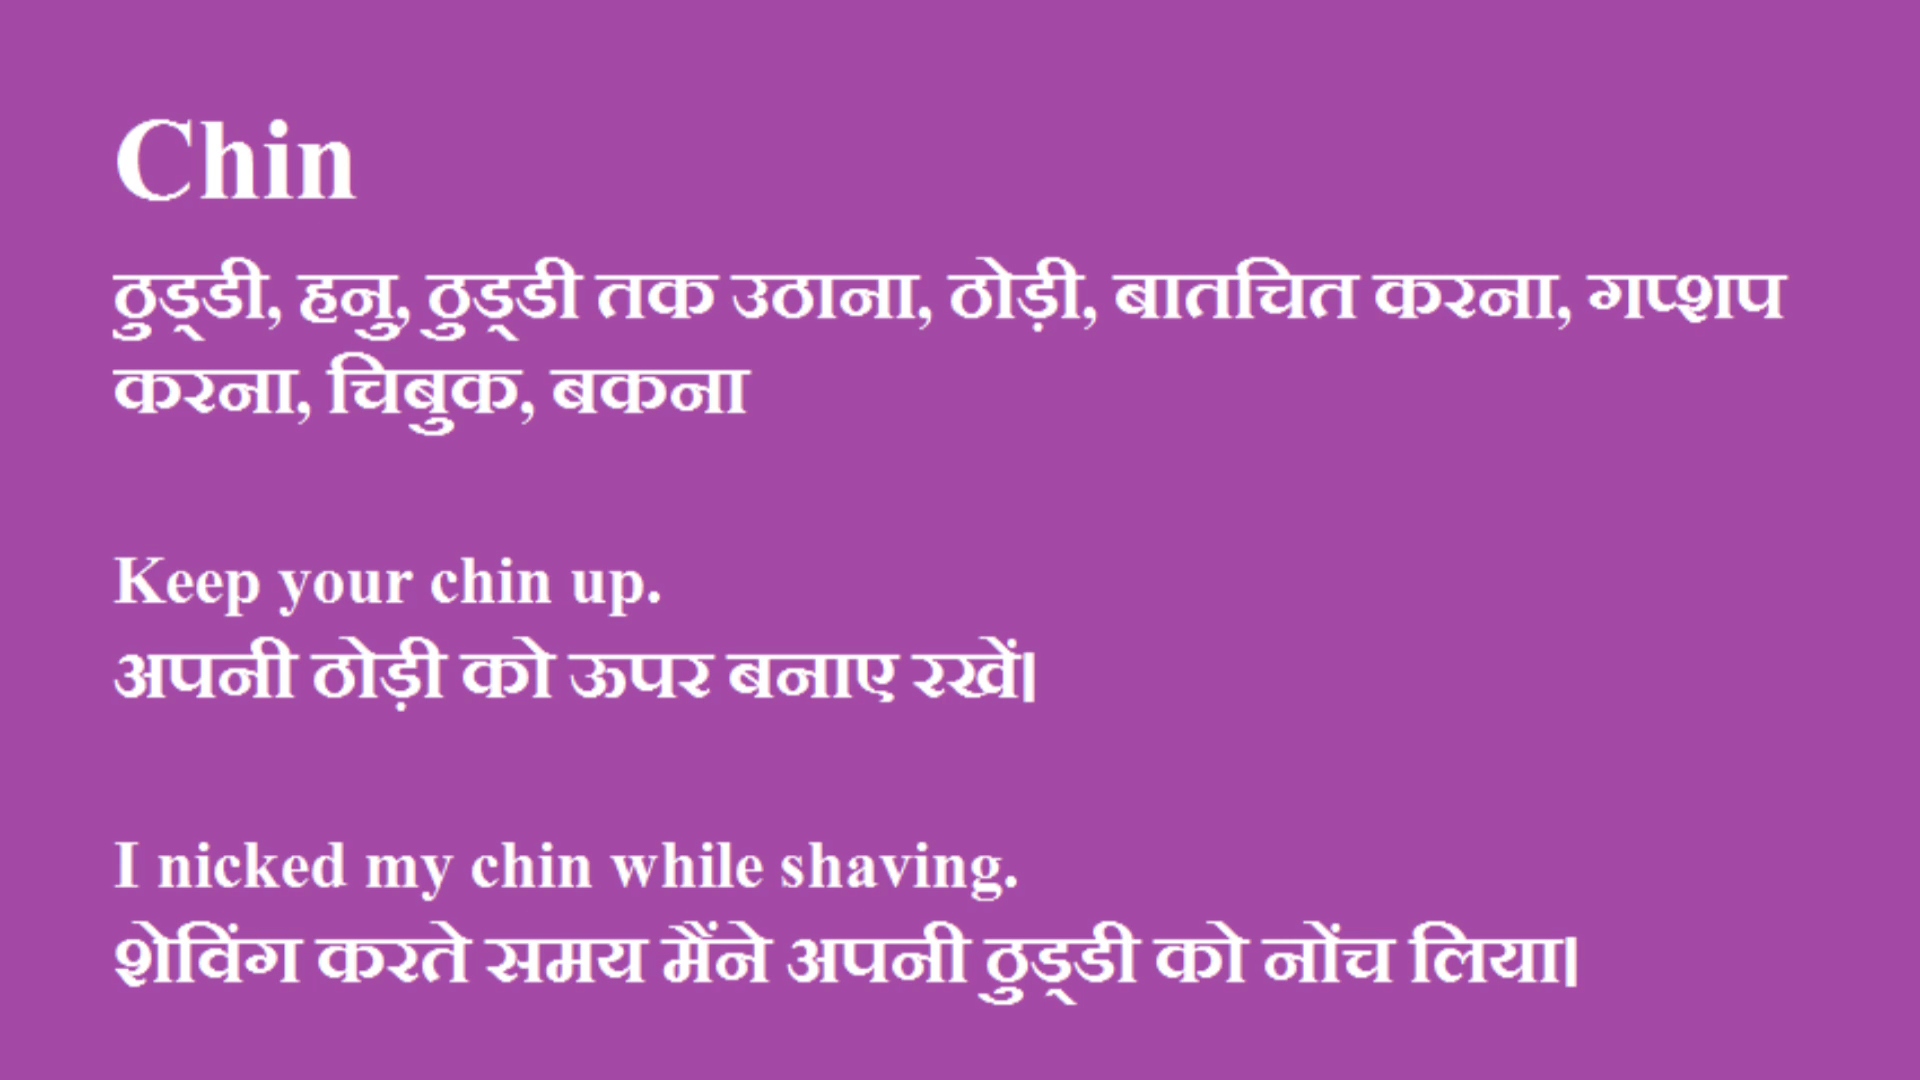 Chin
ठुड्डी, हनु, ठुड्डी तक उठाना, ठोड़ी, बातचित करना, गप्शप
करना, चिबुक, बकना
Keep your chin up.
अपनी ठोड़ी को ऊपर बनाए रखें।
I nicked my chin while shaving.
शेविंग करते समय मैंने अपनी ठुड्डी को नोंच लिया।